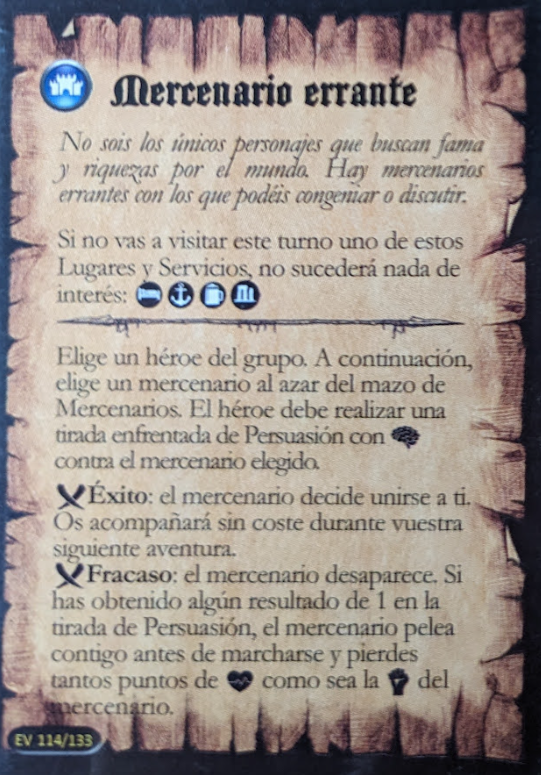 Mercenario errante
No sois los únicos personajes que buscan fama
y riquezas por el mundo. Hay mercenarios
errantes con los que podéis congeniar o discutir.
Si no vas a visitar este turno uno de estos
Lugares y Servicios, no sucederá nada de
interés:
Elige un héroe del grupo. A continuación,
elige un mercenario al azar del mazo de
Mercenarios. El héroe debe realizar una
tirada enfrentada de Persuasión con
contra el mercenario elegido.
Éxito: el mercenario decide unirse a ti.
Os acompañará sin coste durante vuestra
siguiente aventura.
Fracaso: el mercenario desaparece. Si
has obtenido algún resultado de 1 en la
tirada de Persuasión, el mercenario pelea
contigo antes de marcharse y pierdes
tantos puntos de como sea la del
mercenario.
EV 114/133